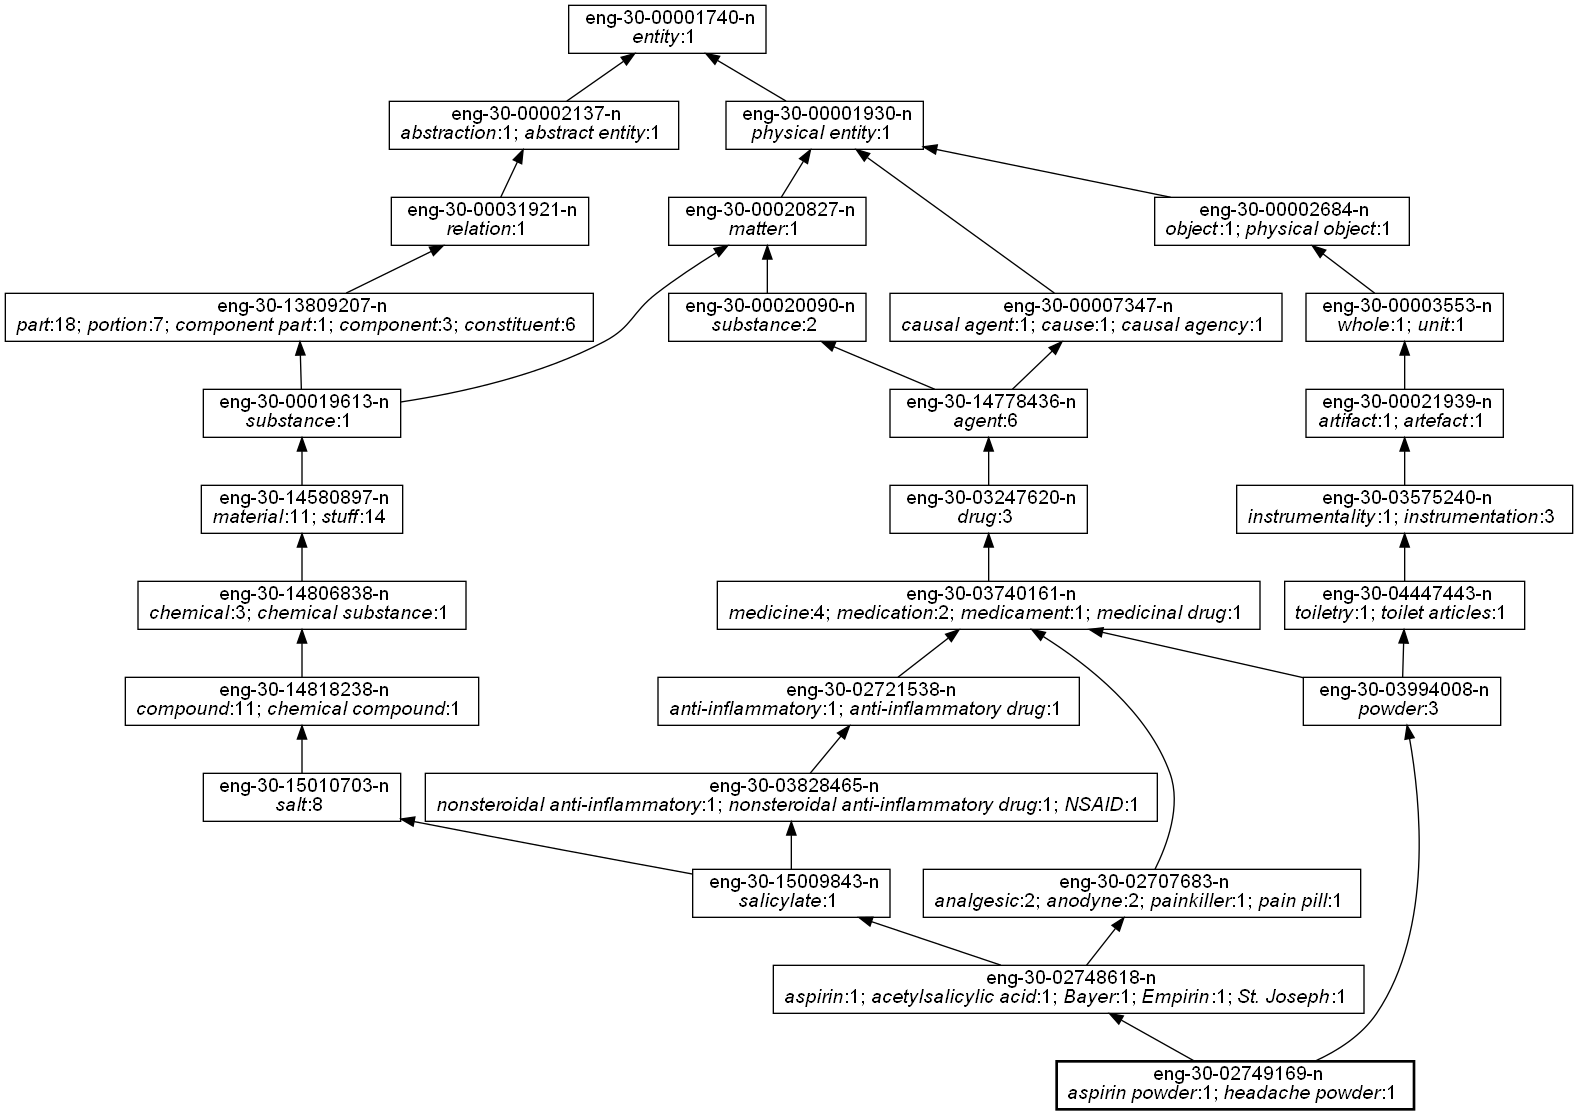 eng-30-00001740-n
entity:1
eng-30-00002137-n
abstraction:1; abstract entity:1
eng-30-00001930-n
physical entity:1
eng-30-00031921-n
relation:1
eng-30-00020827-n
matter:1
eng-30-00002684-n
object:1; physical object:1
eng-30-13809207-n
part:18; portion:7; component part:1; component:3; constituent:6
eng-30-00020090-n
substance:2
eng-30-00007347-n
causal agent:1; cause:1; causal agency:1
eng-30-00003553-n
whole:1; unit:1
eng-30-00019613-n
substance:1
eng-30-14778436-n
agent:6
eng-30-00021939-n
artifact:1; artefact:1
eng-30-14580897-n
material:11; stuff:14
eng-30-03247620-n
drug:3
eng-30-03575240-n
instrumentality:1; instrumentation:3
eng-30-14806838-n
chemical:3; chemical substance:1
eng-30-03740161-n
medicine:4; medication:2; medicament:1; medicinal drug:1
eng-30-04447443-n
toiletry:1; toilet articles:1
eng-30-14818238-n
compound:11; chemical compound:1
eng-30-02721538-n
anti-inflammatory:1; anti-inflammatory drug:1
eng-30-03994008-n
powder:3
eng-30-15010703-n
salt:8
eng-30-03828465-n
nonsteroidal anti-inflammatory:1; nonsteroidal anti-inflammatory drug:1; NSAID:1
eng-30-15009843-n
salicylate:1
eng-30-02707683-n
analgesic:2; anodyne:2; painkiller:1; pain pill:1
eng-30-02748618-n
aspirin:1; acetylsalicylic acid:1; Bayer:1; Empirin:1; St. Joseph:1
eng-30-02749169-n
aspirin powder:1; headache powder:1